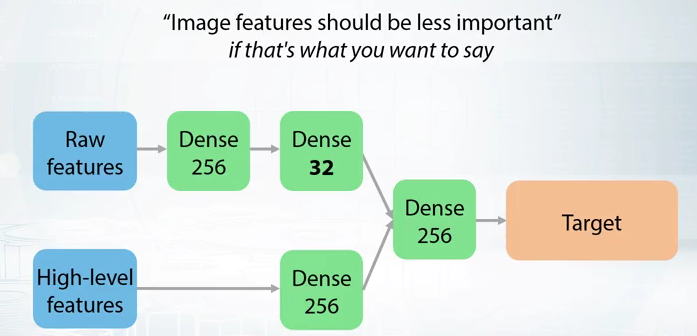 “Image features should be less important”
if that's what you want to say
Raw
features
Dense
256
Dense
32
Dense
256
Target
High-level
features
Dense
256